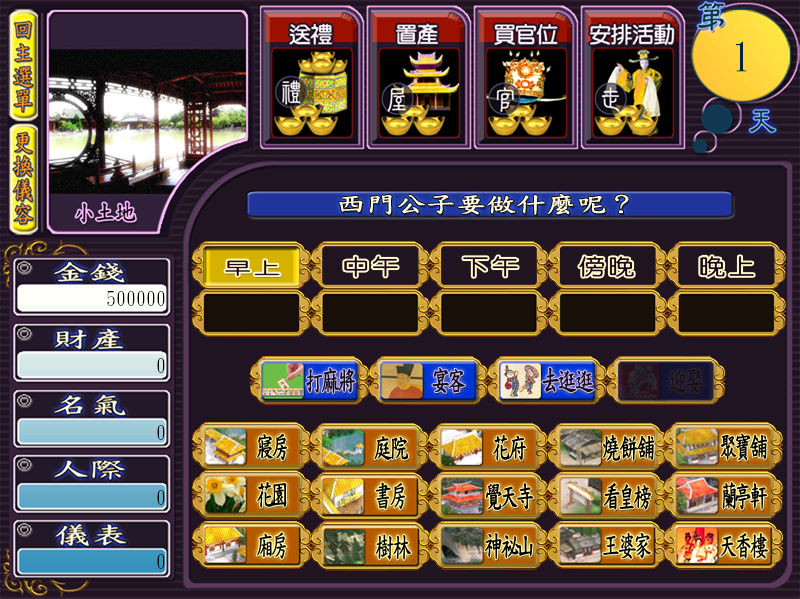 回主選單
更換儀容
小土地
送禮
禮
置產
屋
買官位
官
安排活動
走
第
1
天
西門公子要做什麼呢？
金錢
500000
財產
0
名氣
0
人際
0
儀表
0
早上
中午
下午
傍晚
晚上
打麻將
宴客
去逛逛
迎娶
寢房
庭院
花府
燒餅舖
聚寶舖
花園
書房
覺天寺
看皇榜
蘭亭軒
廂房
樹林
神祕山
王婆家
天香樓